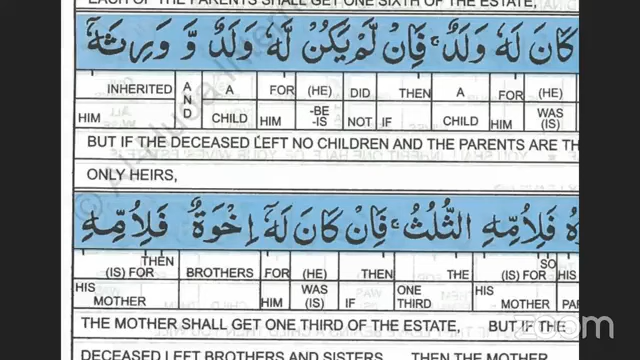 EACH OF THE PARENTS SHALL GET ONE SIXTH OF THE ESTATE,
كَانَ لَهٗ وَلَدٌ ۚ فَاِنْ لَّمْ يَكُنْ لَّهٗ وَلَدٌ وَّ وَرِثَهٗٓ
INHERITED AND A FOR (HE) DID THEN A FOR (HE)
HIM CHILD HIM -BE -IS NOT IF CHILD HIM WAS (IS)
BUT IF THE DECEASED LEFT NO CHILDREN AND THE PARENTS ARE TH
ONLY HEIRS,
فَلِاُمِّهِ الثُّلُثُ ۚ فَاِنْ كَانَ لَهٗٓ اِخْوَةٌ فَلِاُمِّهِ
THEN (IS) FOR BROTHERS FOR (HE) THEN THE SO (IS) FOR HIS
HIS MOTHER HIM WAS (IS) IF ONE THIRD HIS MOTHER PA
THE MOTHER SHALL GET ONE THIRD OF THE ESTATE, BUT IF THE
DECEASED LEFT BROTHERS AND SISTERS THEN THE MOTHER
zoom